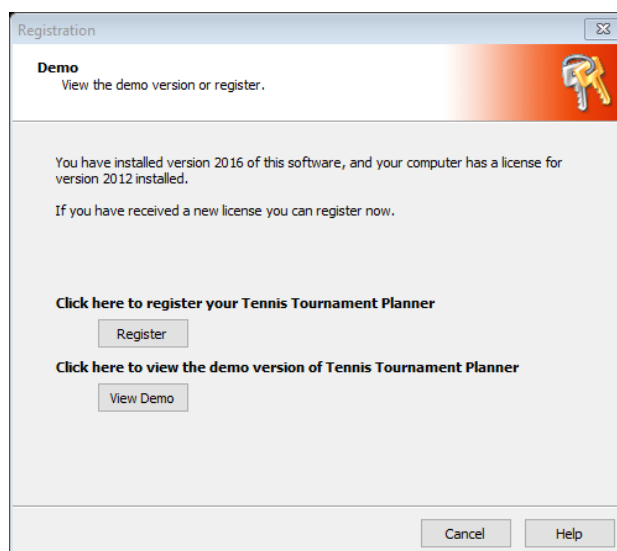 Registration
Demo
View the demo version or register.
You have installed version 2016 of this software, and your computer has a license for
version 2012 installed.
If you have received a new license you can register now.
Click here to register your Tennis Tournament Planner
Register
Click here to view the demo version of Tennis Tournament Planner
View Demo
Cancel
Help